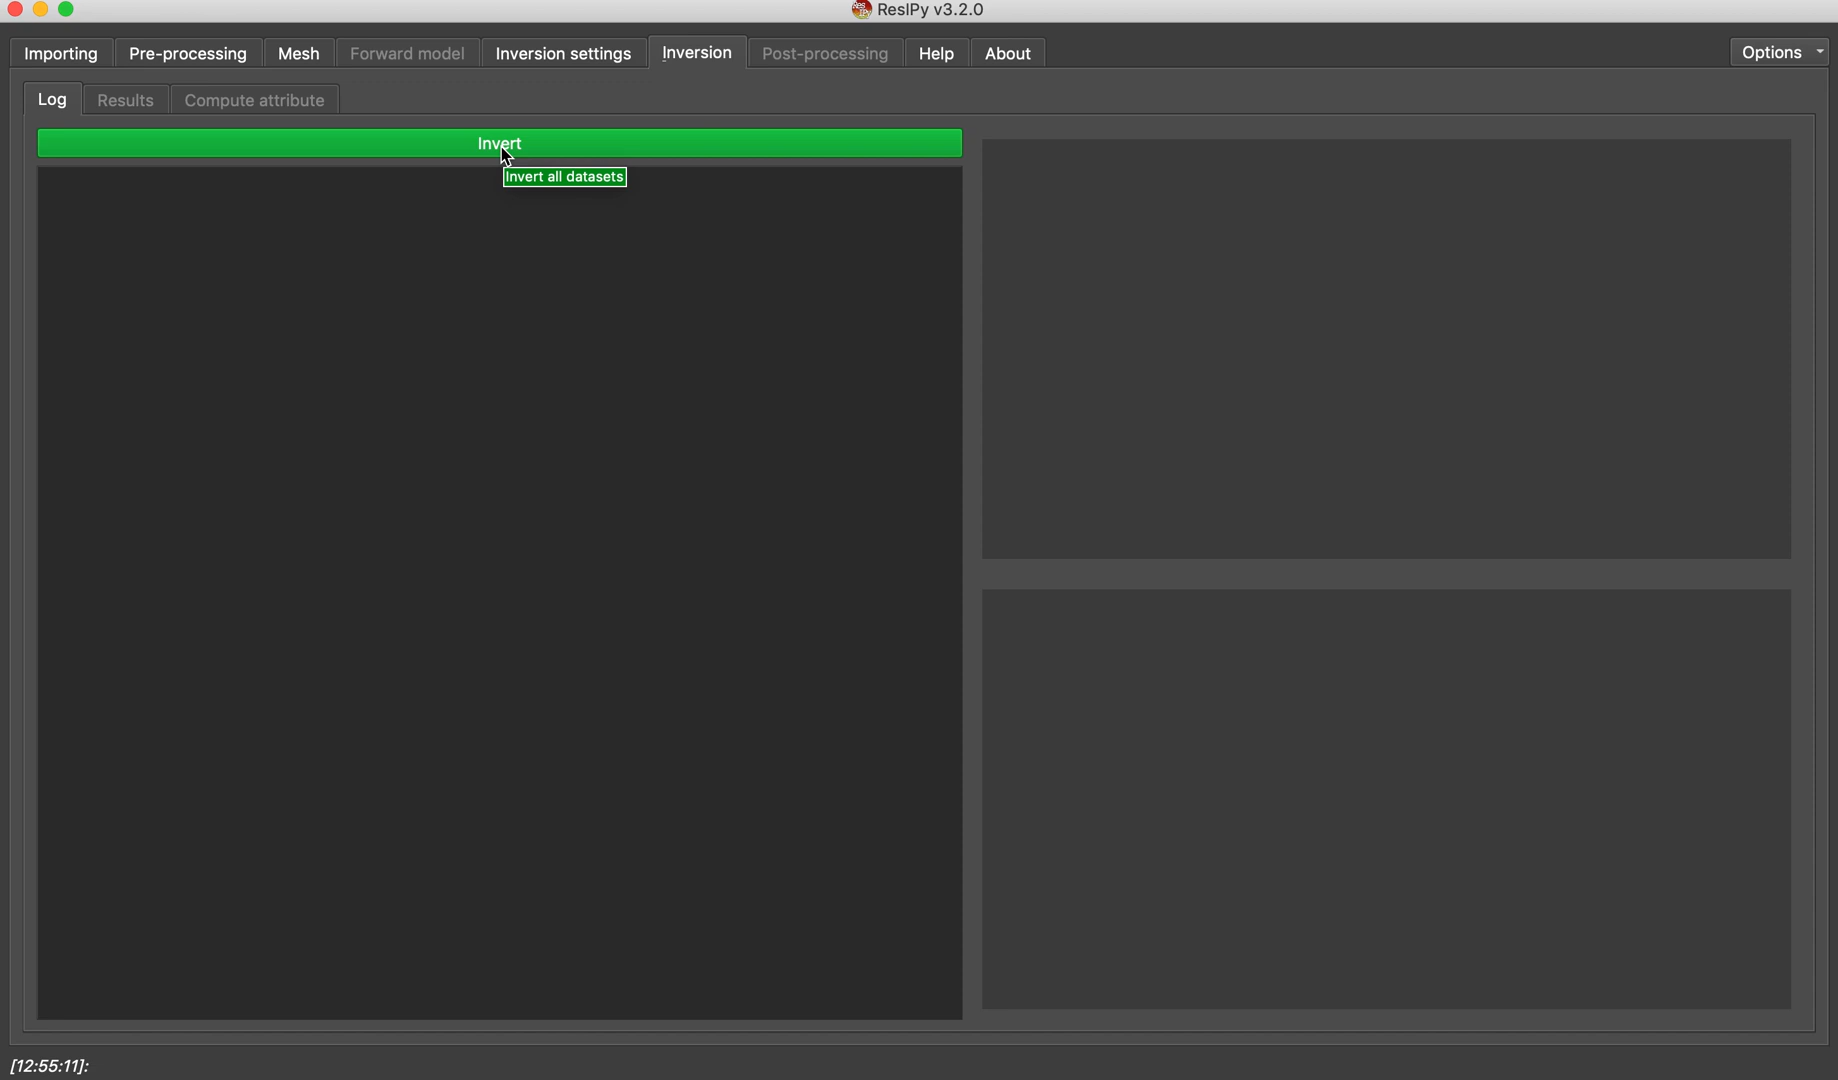 ResIPy v3.2.0
Importing Pre-processing Mesh Forward model Inversion settings Inversion Post-processing Help About Options
Log Results Compute attribute
Invert
Invert all datasets
[12:55:11]: